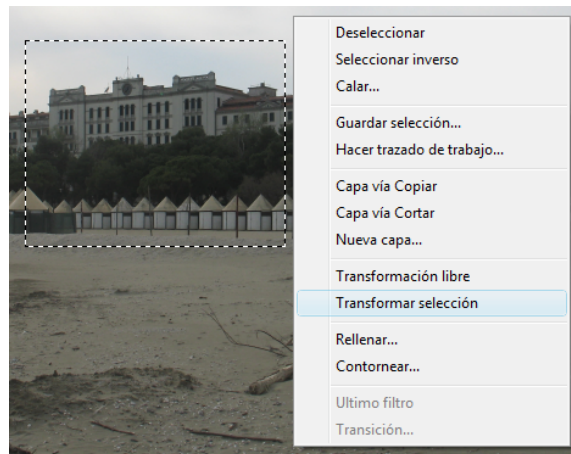 Deseleccionar
Seleccionar inverso
Calar...
Guardar selección...
Hacer trazado de trabajo...
Capa vía Copiar
Capa vía Cortar
Nueva capa...
Transformación libre
Transformar selección
Rellenar...
Contornear...
Ultimo filtro
Transición...